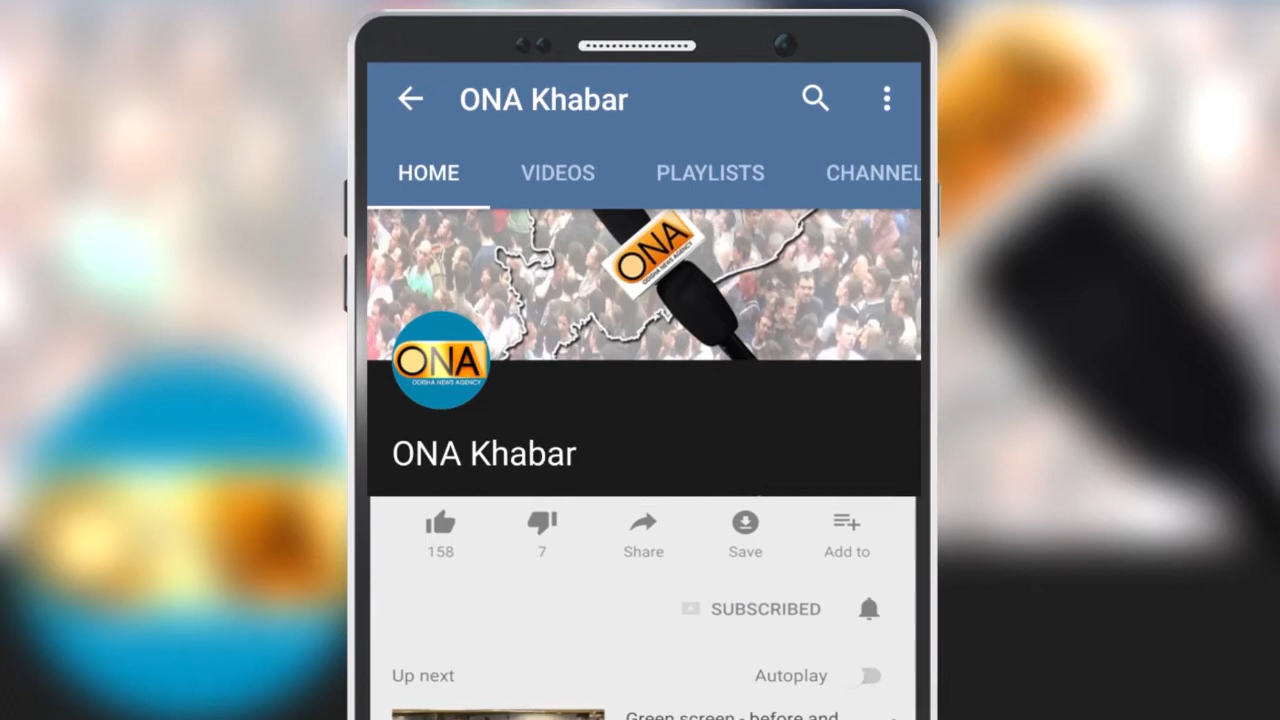 ONA Khabar
HOME VIDEOS PLAYLISTS CHANNEL
ONA
ODISHA NEWS AGENCY
ONA
ODISHA NEWS AGENCY
ONA Khabar
158 7 Share Save Add to
SUBSCRIBED
Up next Autoplay
Green screen - before and